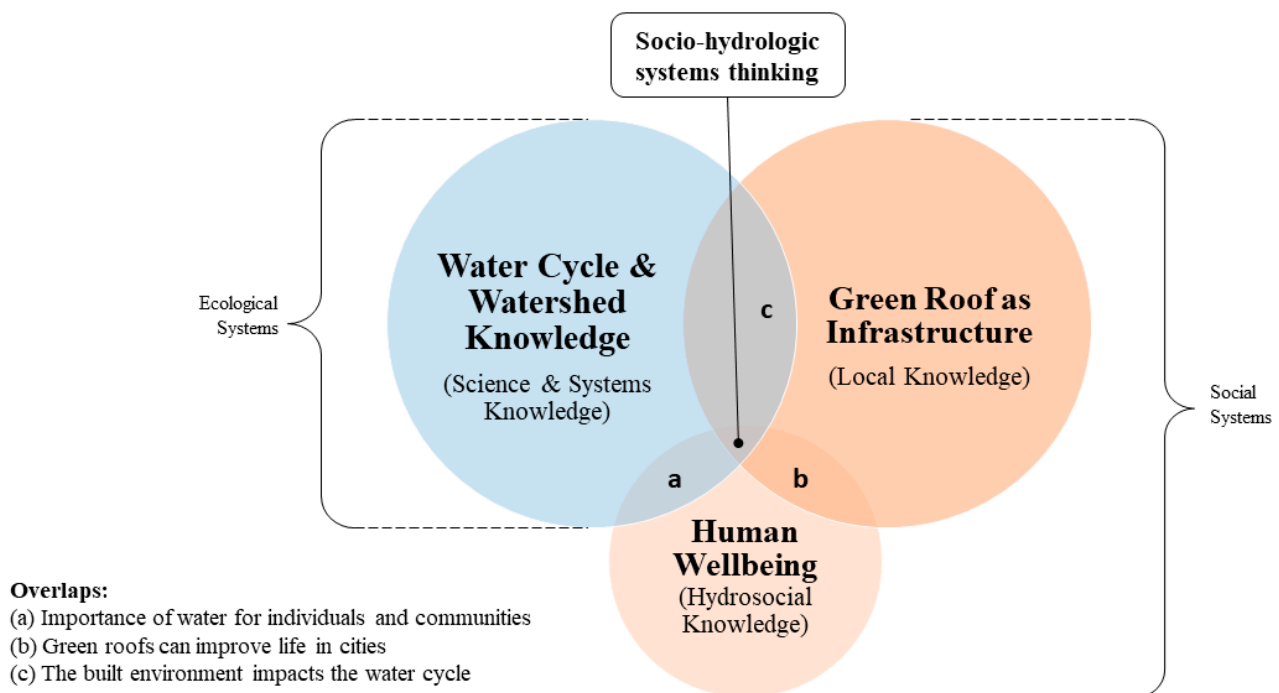 Socio-hydrologic
systems thinking
Water Cycle &
Watershed
Knowledge
(Science & Systems
Knowledge)
Green Roof as
Infrastructure
(Local Knowledge)
Ecological
Systems
Social
Systems
c
a
b
Human
Wellbeing
(Hydrosocial
Knowledge)
Overlaps:
(a) Importance of water for individuals and communities
(b) Green roofs can improve life in cities
(c) The built environment impacts the water cycle